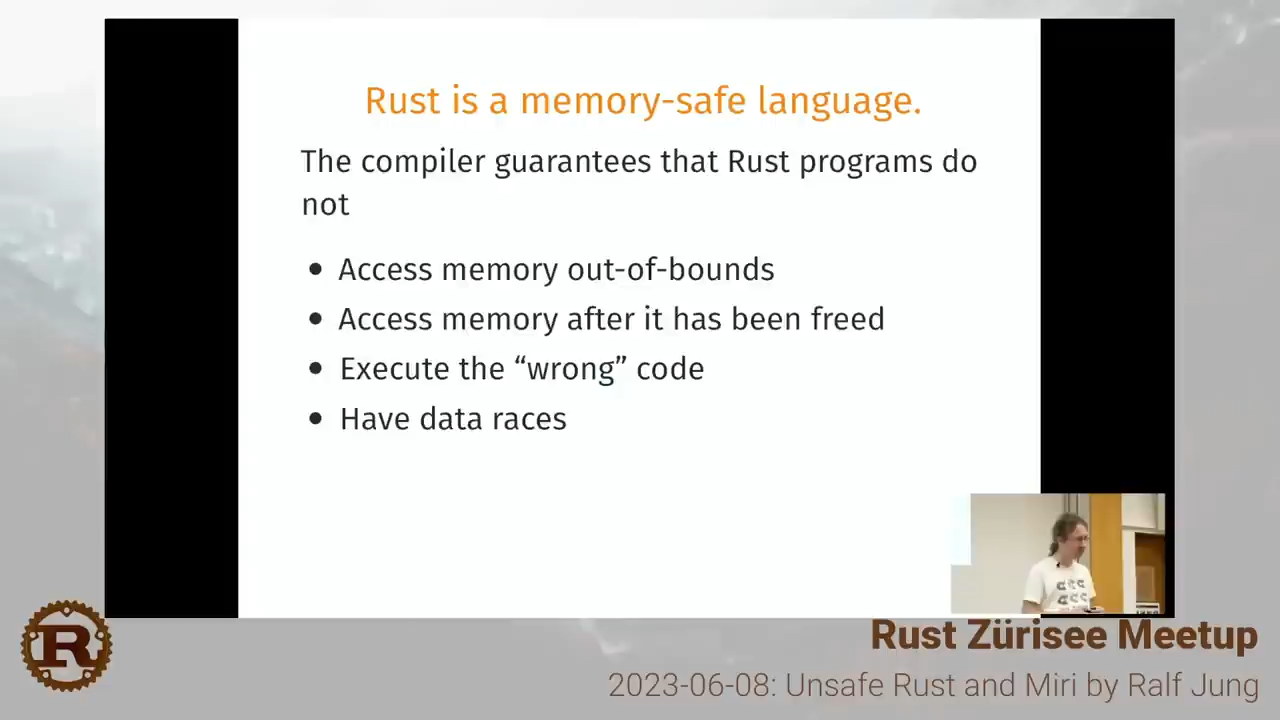 Rust is a memory-safe language.
The compiler guarantees that Rust programs do
not
• Access memory out-of-bounds
• Access memory after it has been freed
• Execute the “wrong” code
• Have data races
R
Rust Zürisee Meetup
2023-06-08: Unsafe Rust and Miri by Ralf Jung